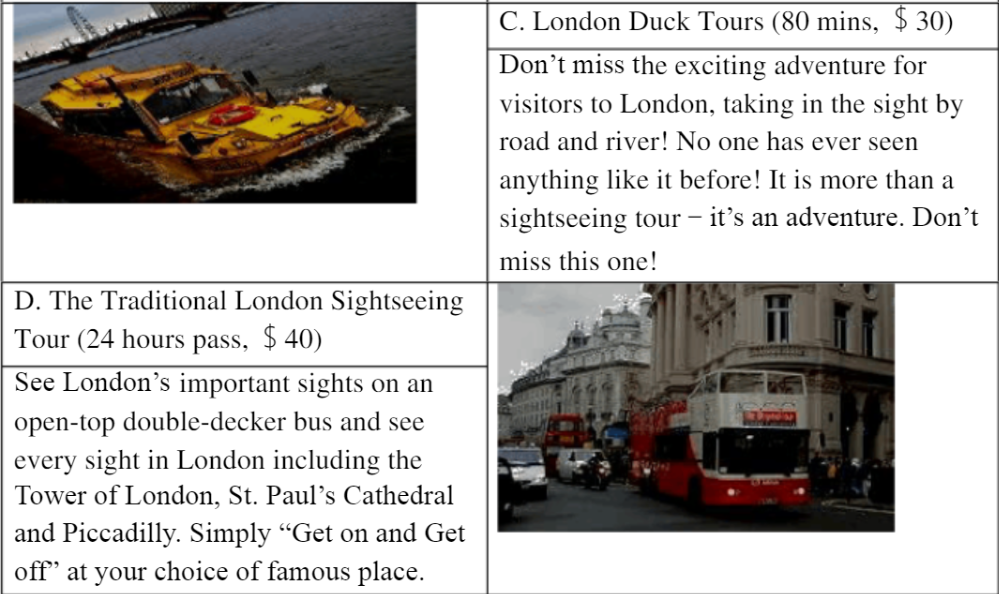 C. London Duck Tours (80 mins, $ 30)
Don’t miss the exciting adventure for
visitors to London, taking in the sight by
road and river! No one has ever seen
anything like it before! It is more than a
sightseeing tour – it’s an adventure. Don’t
miss this one!
D. The Traditional London Sightseeing
Tour (24 hours pass, $ 40)
See London’s important sights on an
open-top double-decker bus and see
every sight in London including the
Tower of London, St. Paul’s Cathedral
and Piccadilly. Simply “Get on and Get
off” at your choice of famous place.